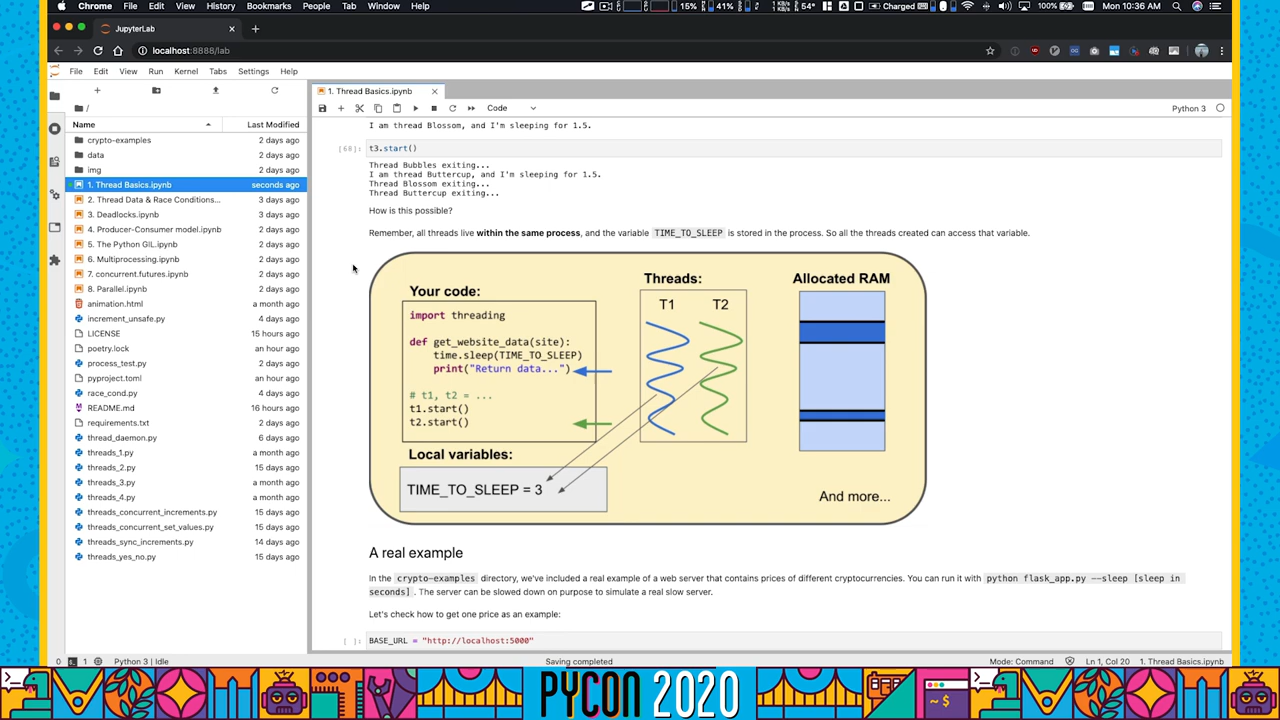 Chrome File Edit View History Bookmarks People Tab Window Help
15% 41% 54° Charged 100% Mon 10:36 AM
JupyterLab
localhost:8888/lab
File Edit View Run Kernel Tabs Settings Help
/
Name Last Modified
crypto-examples 2 days ago
data 2 days ago
img 2 days ago
1. Thread Basics.ipynb seconds ago
2. Thread Data & Race Conditions... 3 days ago
3. Deadlocks.ipynb 3 days ago
4. Producer-Consumer model.ipynb 2 days ago
5. The Python GIL.ipynb 2 days ago
6. Multiprocessing.ipynb 2 days ago
7. concurrent.futures.ipynb 2 days ago
8. Parallel.ipynb 2 days ago
animation.html a month ago
increment_unsafe.py 4 days ago
LICENSE 15 hours ago
poetry.lock an hour ago
process_test.py 2 days ago
pyproject.toml an hour ago
race_cond.py 4 days ago
README.md 16 hours ago
requirements.txt 2 days ago
thread_daemon.py 6 days ago
threads_1.py a month ago
threads_2.py 15 days ago
threads_3.py a month ago
threads_4.py a month ago
threads_concurrent_increments.py 15 days ago
threads_concurrent_set_values.py 15 days ago
threads_sync_increments.py 14 days ago
threads_yes_no.py 15 days ago
1. Thread Basics.ipynb
Code Python 3
I am thread Blossom, and I'm sleeping for 1.5.
[60]: t3.start()
Thread Bubbles exiting...
I am thread Buttercup, and I'm sleeping for 1.5.
Thread Blossom exiting...
Thread Buttercup exiting...
How is this possible?
Remember, all threads live within the same process, and the variable TIME_TO_SLEEP is stored in the process. So all the threads created can access that variable.
Your code:
import threading
def get_website_data(site):
time.sleep(TIME_TO_SLEEP)
print("Return data...")
# t1, t2 = ...
t1.start()
t2.start()
Local variables:
TIME_TO_SLEEP = 3
Threads:
T1 T2
Allocated RAM
And more...
A real example
In the crypto-examples directory, we've included a real example of a web server that contains prices of different cryptocurrencies. You can run it with python flask_app.py --sleep [sleep in
seconds]. The server can be slowed down on purpose to simulate a real slow server.
Let's check how to get one price as an example:
[ ]: BASE_URL = "http://localhost:5000"
0 1 Python 3 | Idle Saving completed Mode: Command Ln 1, Col 20 1. Thread Basics.ipynb
PYCON 2020
~ $